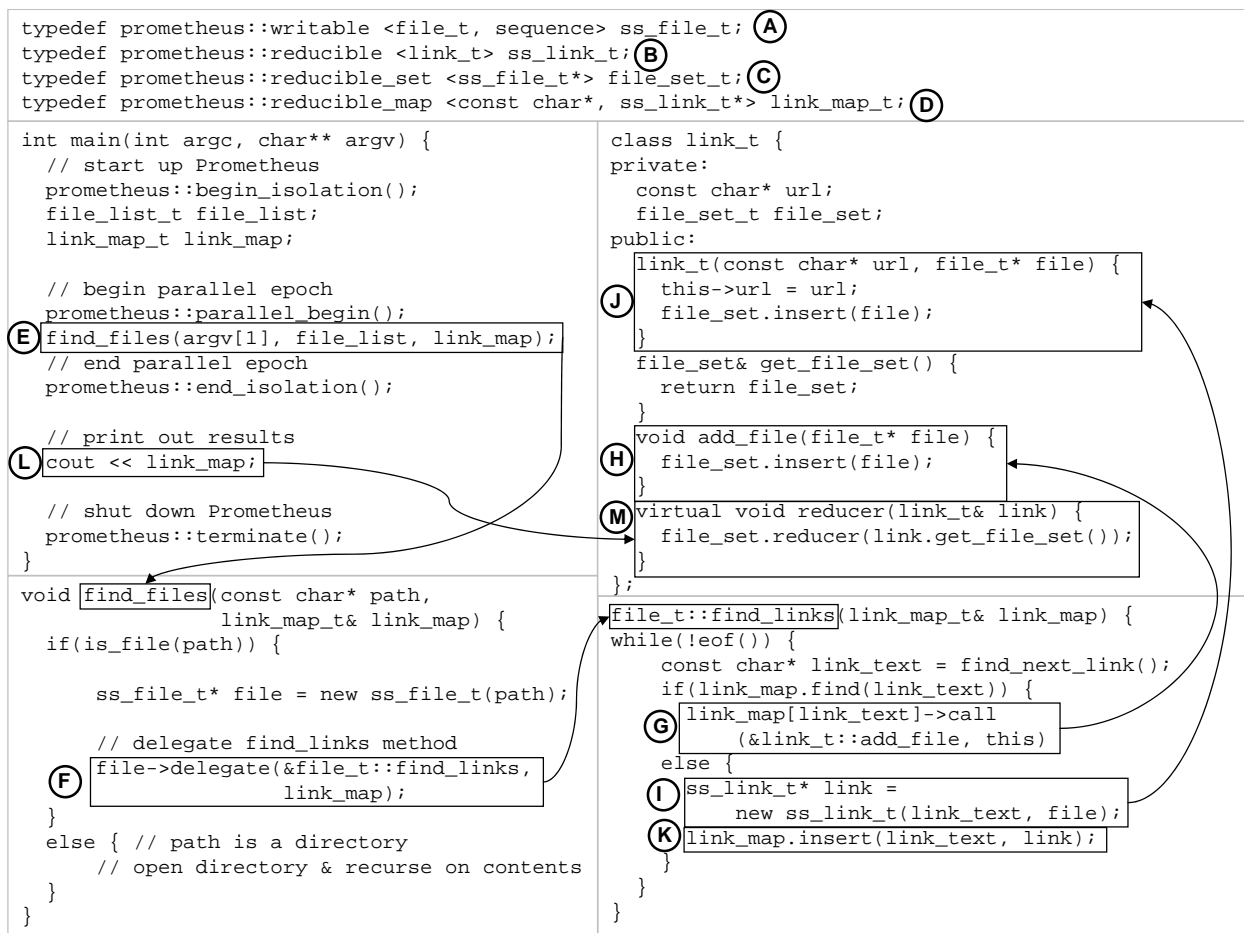 typedef prometheus::writable <file_t, sequence> ss_file_t; A
typedef prometheus::reducible <link_t> ss_link_t; B
typedef prometheus::reducible_set <ss_file_t*> file_set_t; C
typedef prometheus::reducible_map <const char*, ss_link_t*> link_map_t; D
int main(int argc, char** argv) {
// start up Prometheus
prometheus::begin_isolation();
file_list_t file_list;
link_map_t link_map;
// begin parallel epoch
prometheus::parallel_begin();
E find_files(argv[1], file_list, link_map);
// end parallel epoch
prometheus::end_isolation();
// print out results
L cout << link_map;
// shut down Prometheus
prometheus::terminate();
}
void find_files(const char* path,
link_map_t& link_map) {
if(is_file(path)) {
ss_file_t* file = new ss_file_t(path);
// delegate find_links method
F file->delegate(&file_t::find_links,
link_map);
}
else { // path is a directory
// open directory & recurse on contents
}
}
class link_t {
private:
const char* url;
file_set_t file_set;
public:
link_t(const char* url, file_t* file) {
J this->url = url;
file_set.insert(file);
}
file_set& get_file_set() {
return file_set;
}
void add_file(file_t* file) {
H file_set.insert(file);
}
M virtual void reducer(link_t& link) {
file_set.reducer(link.get_file_set());
}
};
file_t::find_links(link_map_t& link_map) {
while(!eof()) {
const char* link_text = find_next_link();
if(link_map.find(link_text)) {
G link_map[link_text]->call
(&link_t::add_file, this)
else {
I ss_link_t* link =
new ss_link_t(link_text, file);
K link_map.insert(link_text, link);
}
}
}